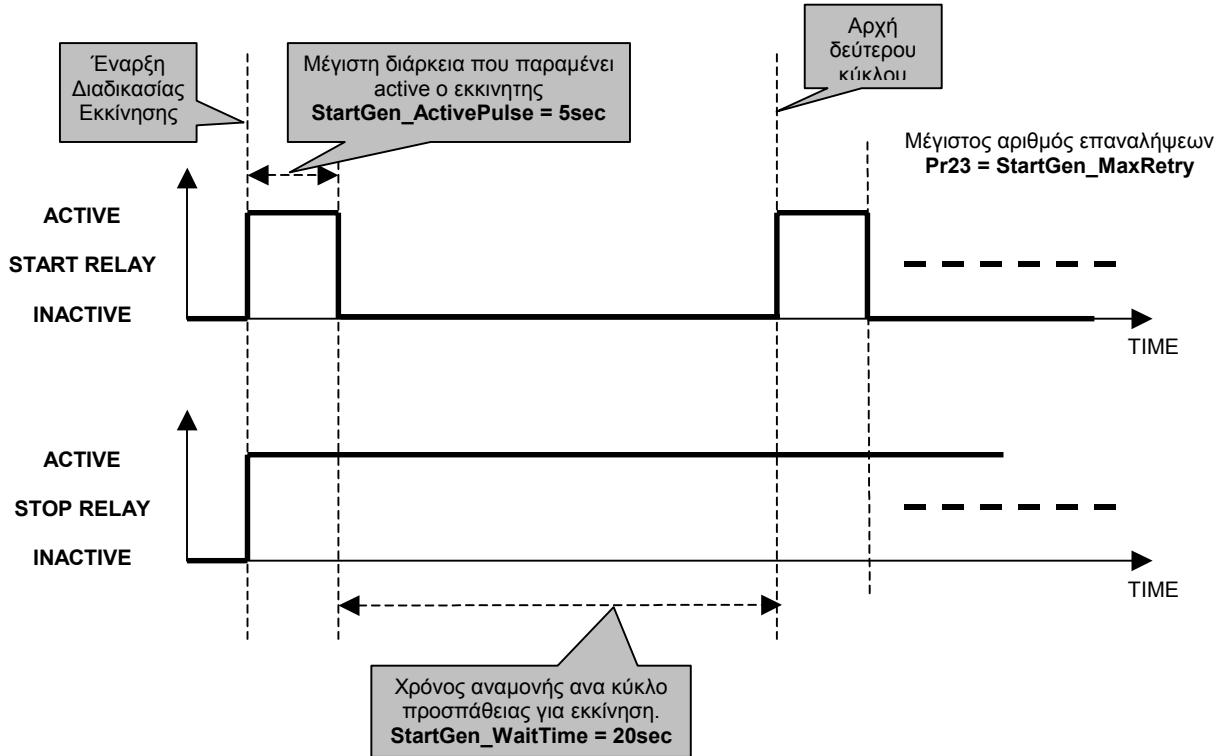 Έναρξη
Διαδικασίας
Εκκίνησης
Μέγιστη διάρκεια που παραμένει
active ο εκκινητης
StartGen_ActivePulse = 5sec
Αρχή
δεύτερου
κύκλου
Μέγιστος αριθμός επαναλήψεων
Pr23 = StartGen_MaxRetry
ACTIVE
START RELAY
INACTIVE
TIME
ACTIVE
STOP RELAY
INACTIVE
TIME
Χρόνος αναμονής ανα κύκλο
προσπάθειας για εκκίνηση.
StartGen_WaitTime = 20sec